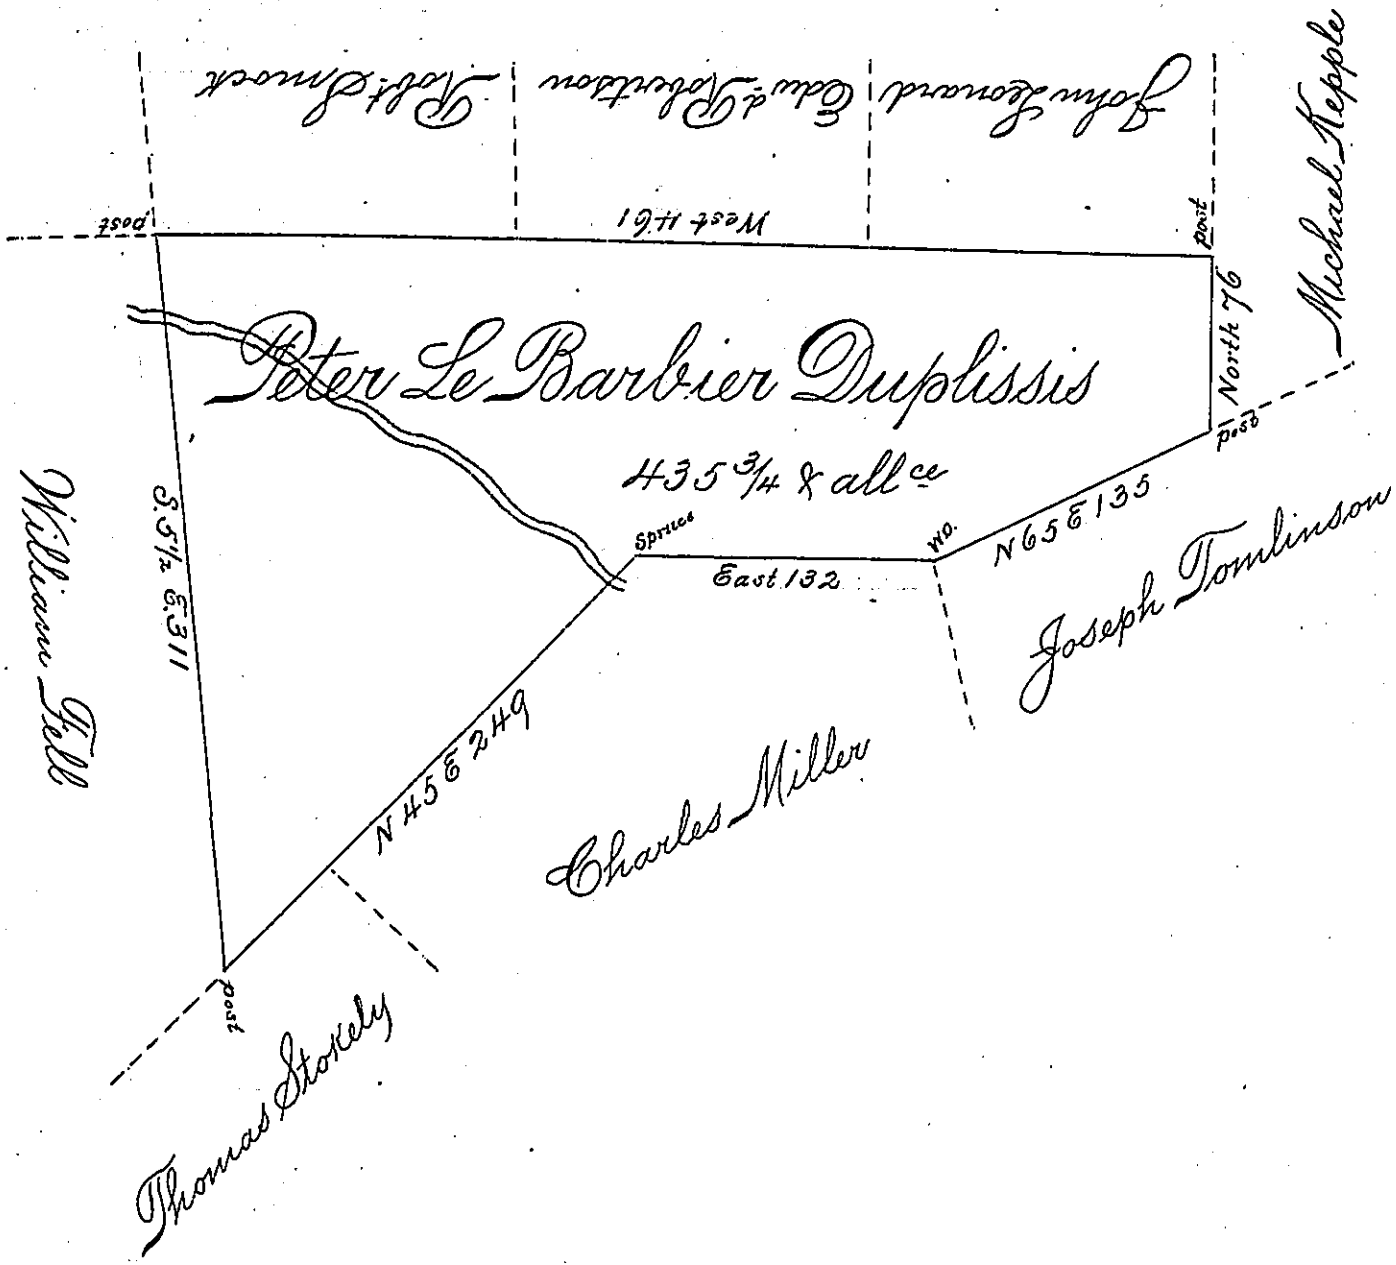 Robt. Smock
Edwd. Robertson
John Leonard
Michael Kepple
post
West 461
post
North 76
Peter Le Barbier Duplissis
435 3/4 & allce
post
Spruce
W.O.
N 65 E 135
East 132
Joseph Tomlinson
William Fell
S. 5 1/2 E. 311
N 45 E 249
Charles Miller
post
Thomas Stokely